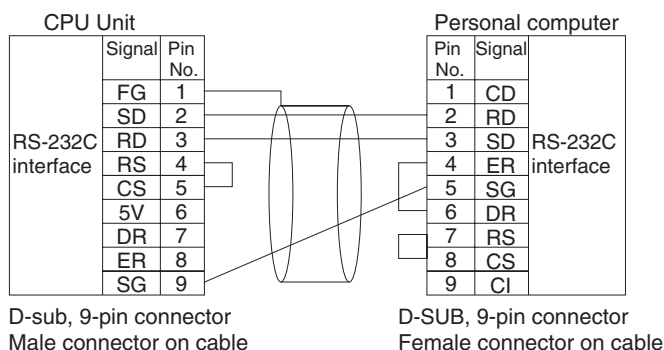 CPU Unit
Signal Pin No.
FG 1
SD 2
RD 3
RS 4
CS 5
5V 6
DR 7
ER 8
SG 9
RS-232C interface
D-sub, 9-pin connector
Male connector on cable
Personal computer
Pin No. Signal
1 CD
2 RD
3 SD
4 ER
5 SG
6 DR
7 RS
8 CS
9 CI
RS-232C interface
D-SUB, 9-pin connector
Female connector on cable